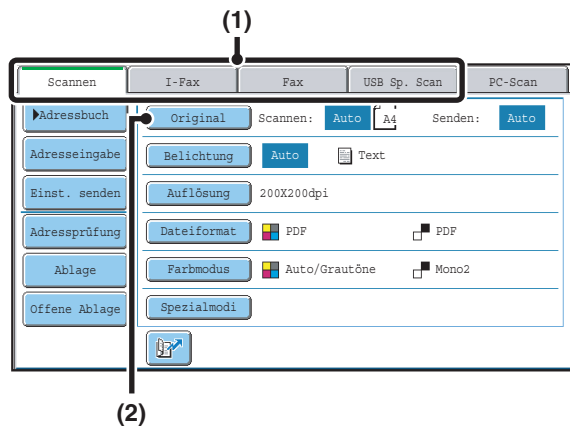 (1)
Scannen I-Fax Fax USB Sp. Scan PC-Scan
Adressbuch Original Scannen: Auto A4 Senden: Auto
Adresseingabe Belichtung Auto Text
Einst. senden Auflösung 200X200dpi
Adressprüfung Dateiformat PDF PDF
Ablage Farbmodus Auto/Grautöne Mono2
Offene Ablage Spezialmodi
(2)